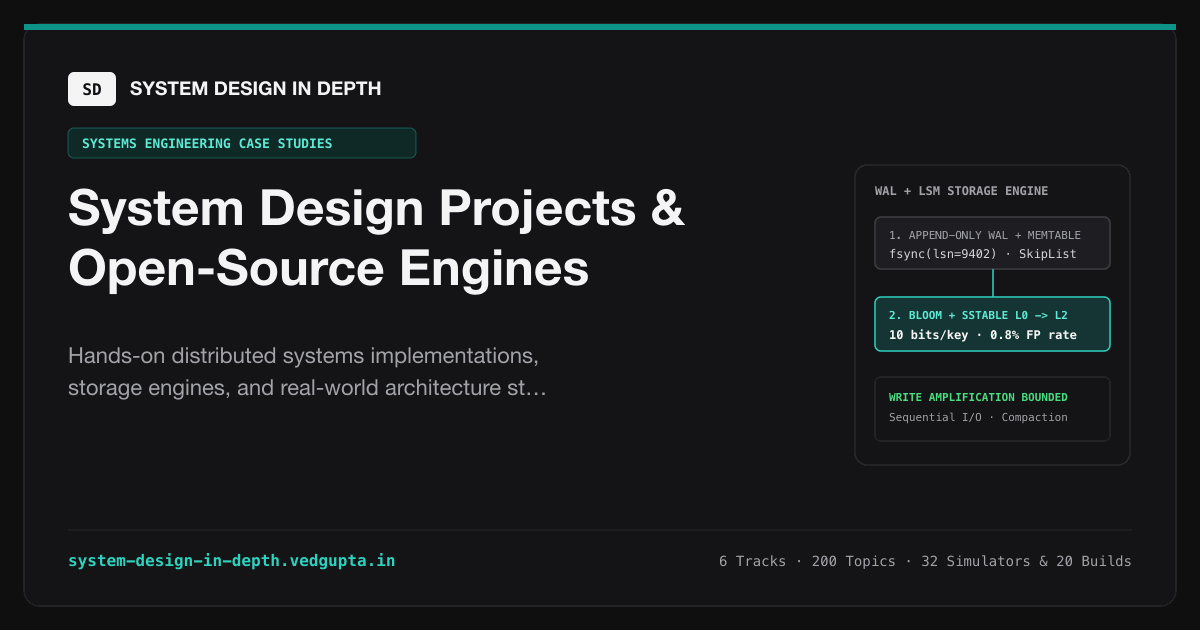 SD
SYSTEM DESIGN IN DEPTH
SYSTEMS ENGINEERING CASE STUDIES
System Design Projects &
Open-Source Engines
Hands-on distributed systems implementations,
storage engines, and real-world architecture st...
WAL + LSM STORAGE ENGINE
1. APPEND-ONLY WAL + MEMTABLE
fsync(lsn=9402) · SkipList
2. BLOOM + SSTABLE L0 -> L2
10 bits/key · 0.8% FP rate
WRITE AMPLIFICATION BOUNDED
Sequential I/O · Compaction
system-design-in-depth.vedgupta.in
6 Tracks · 200 Topics · 32 Simulators & 20 Builds